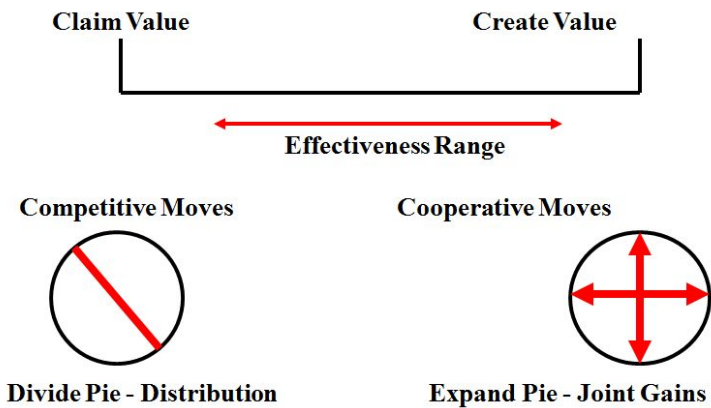 Claim Value
Create Value
Effectiveness Range
Competitive Moves
Cooperative Moves
Divide Pie - Distribution
Expand Pie - Joint Gains